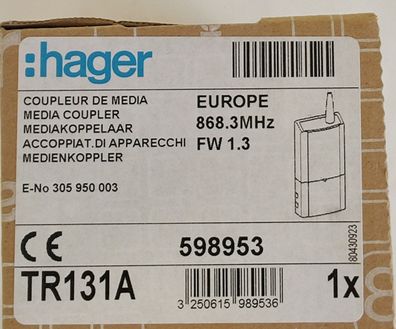 :hager
COUPLEUR DE MEDIA
MEDIA COUPLER
MEDIAKOPPELAAR
ACCOPPIAT.DI APPARECCHI
MEDIENKOPPLER
EUROPE
868.3MHz
FW 1.3
E-No 305 950 003
80430923
CE
598953
TR131A
3 250615 989536
1x